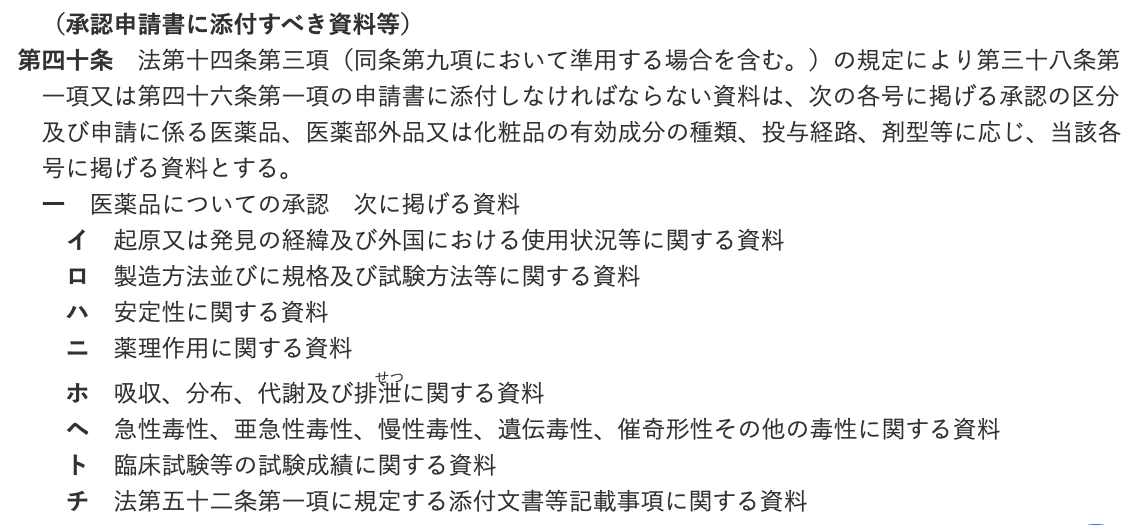 （承認申請書に添付すべき資料等）
第四十条　法第十四条第三項（同条第九項において準用する場合を含む。）の規定により第三十八条第
一項又は第四十六条第一項の申請書に添付しなければならない資料は、次の各号に掲げる承認の区分
及び申請に係る医薬品、医薬部外品又は化粧品の有効成分の種類、投与経路、剤型等に応じ、当該各
号に掲げる資料とする。
一　医薬品についての承認　次に掲げる資料
イ　起原又は発見の経緯及び外国における使用状況等に関する資料
ロ　製造方法並びに規格及び試験方法等に関する資料
ハ　安定性に関する資料
ニ　薬理作用に関する資料
せつ
ホ　吸収、分布、代謝及び排泄に関する資料
ヘ　急性毒性、亜急性毒性、慢性毒性、遺伝毒性、催奇形性その他の毒性に関する資料
ト　臨床試験等の試験成績に関する資料
チ　法第五十二条第一項に規定する添付文書等記載事項に関する資料